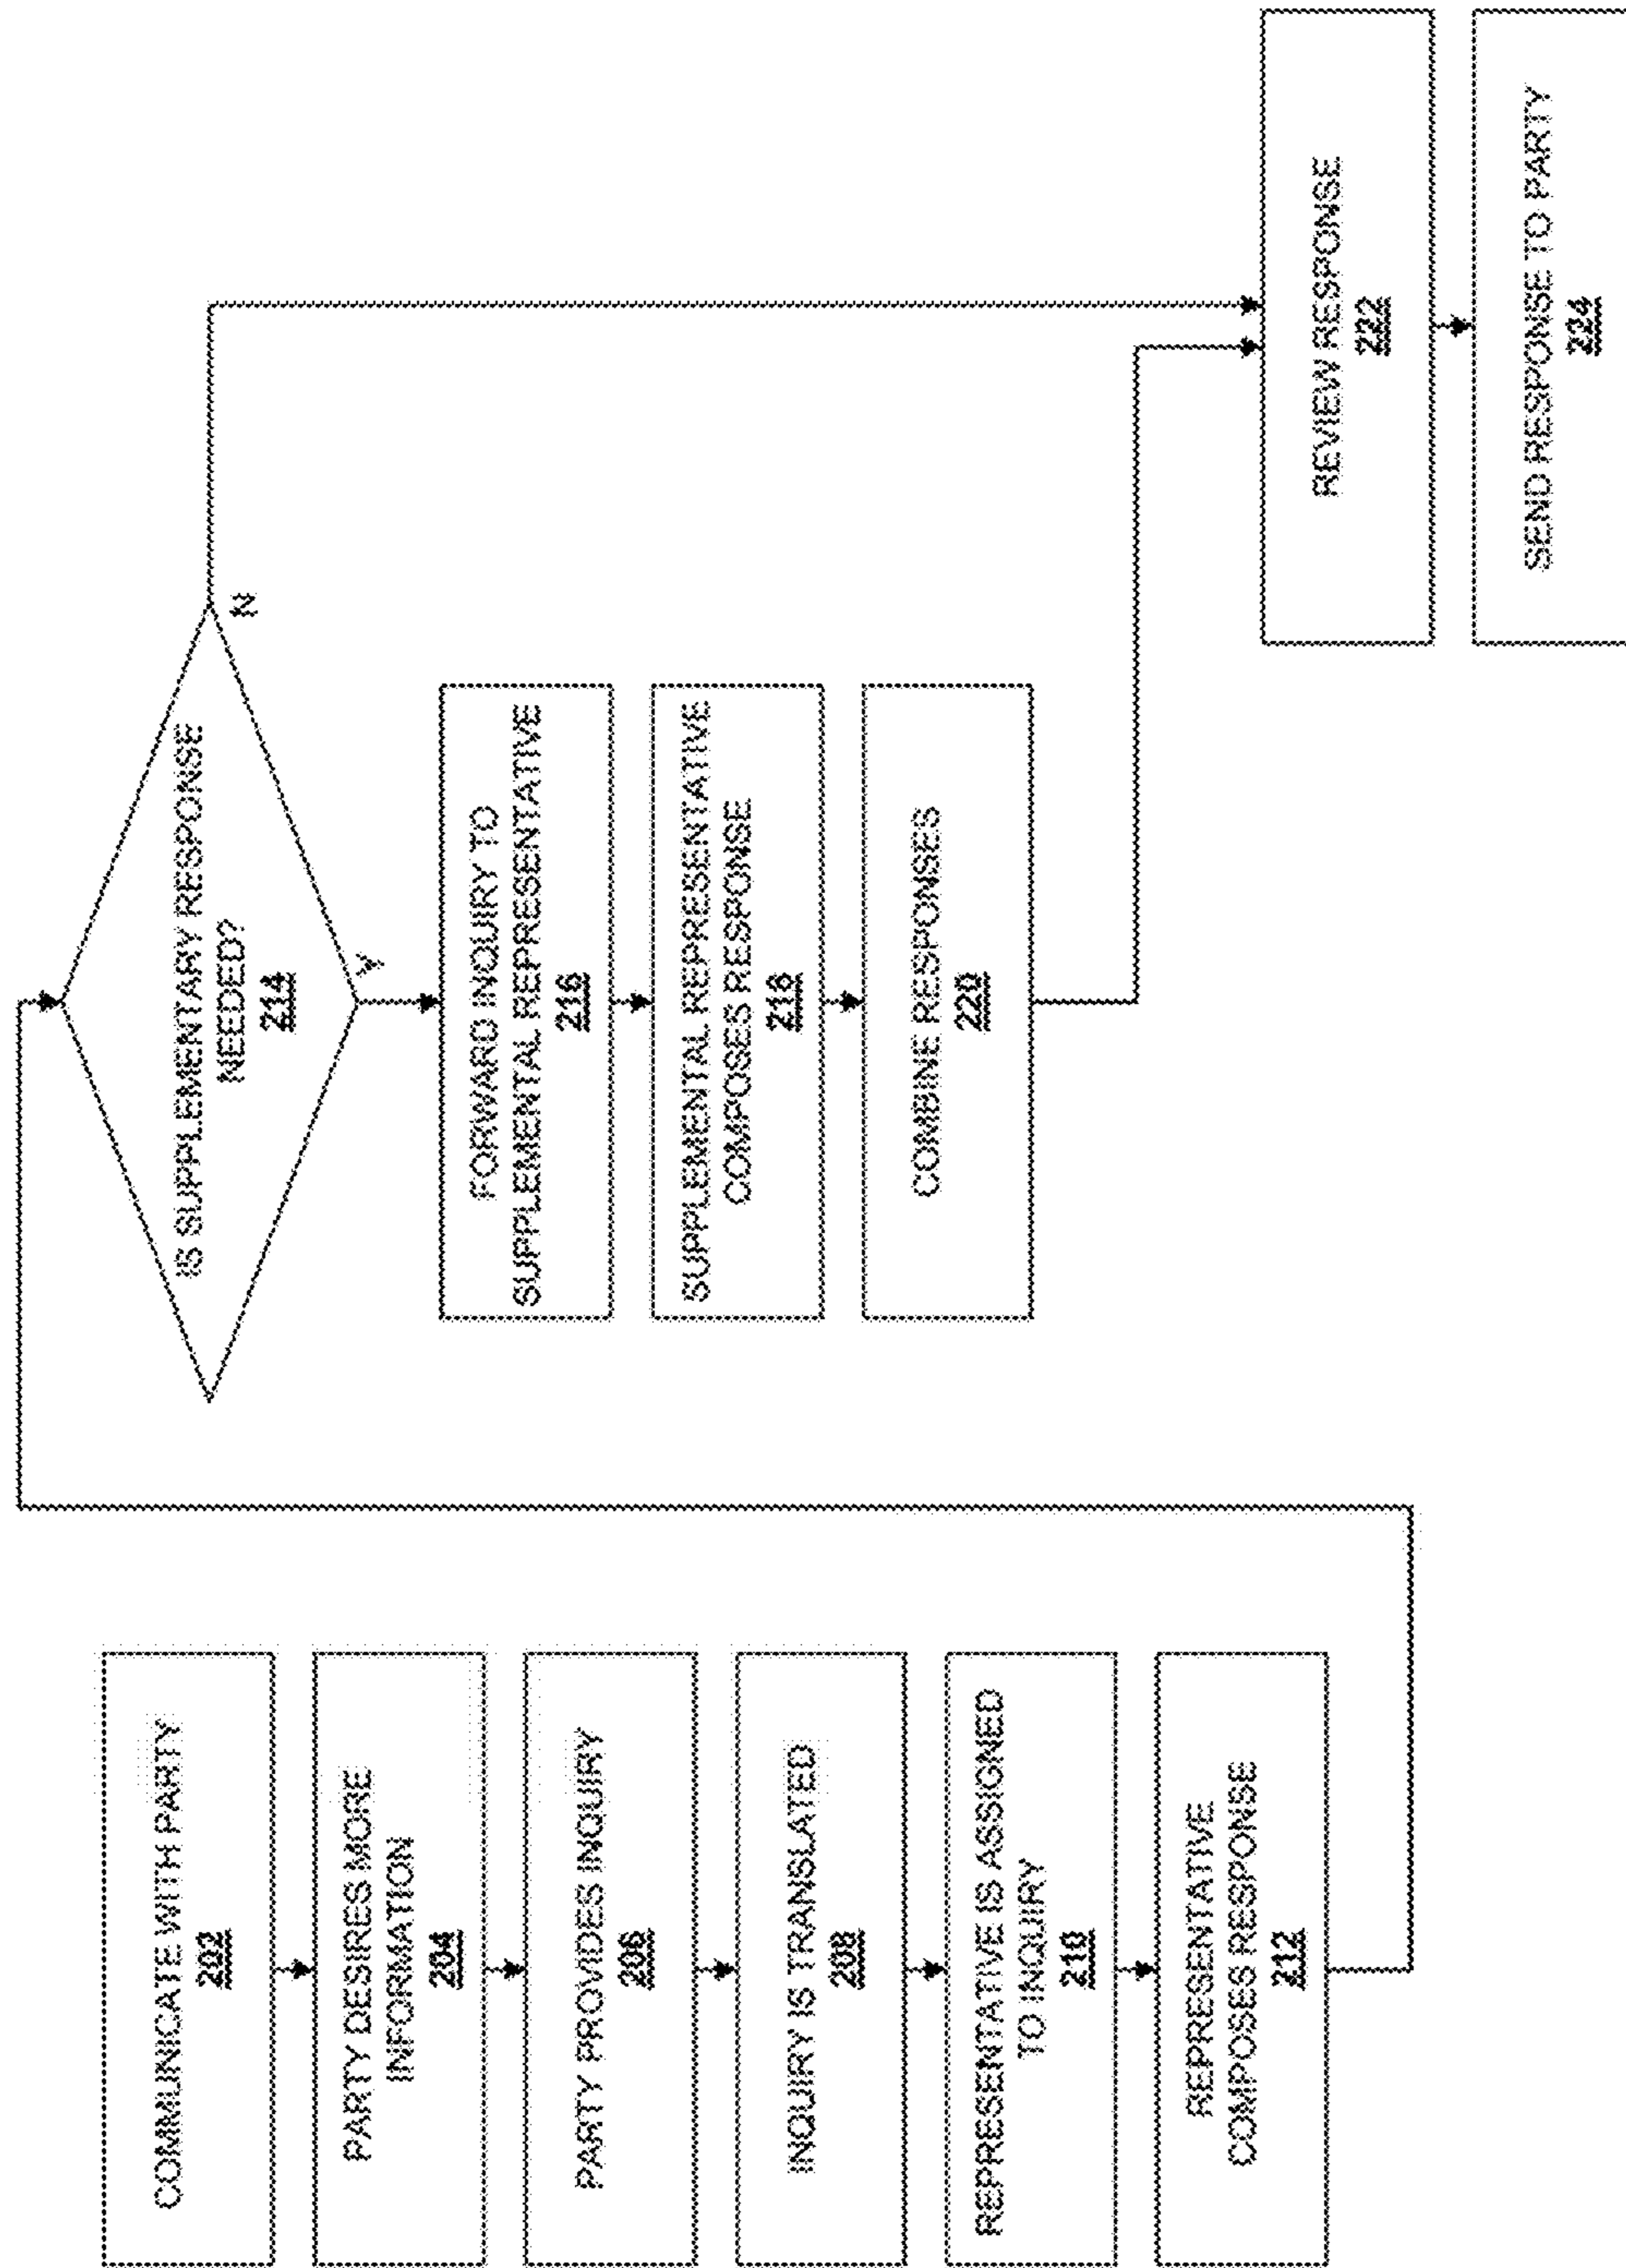 COMMUNICATE WITH PARTY
202
PARTY DESIRES MORE
INFORMATION
204
PARTY PROVIDES INQUIRY
206
INQUIRY IS TRANSLATED
208
REPRESENTATIVE IS ASSIGNED
TO INQUIRY
210
REPRESENTATIVE
COMPOSES RESPONSE
212
IS SUPPLEMENTARY RESPONSE
NEEDED?
214
Y
N
FORWARD INQUIRY TO
SUPPLEMENTAL REPRESENTATIVE
216
SUPPLEMENTAL REPRESENTATIVE
COMPOSES RESPONSE
218
COMBINE RESPONSES
220
REVIEW RESPONSE
222
SEND RESPONSE TO PARTY
224